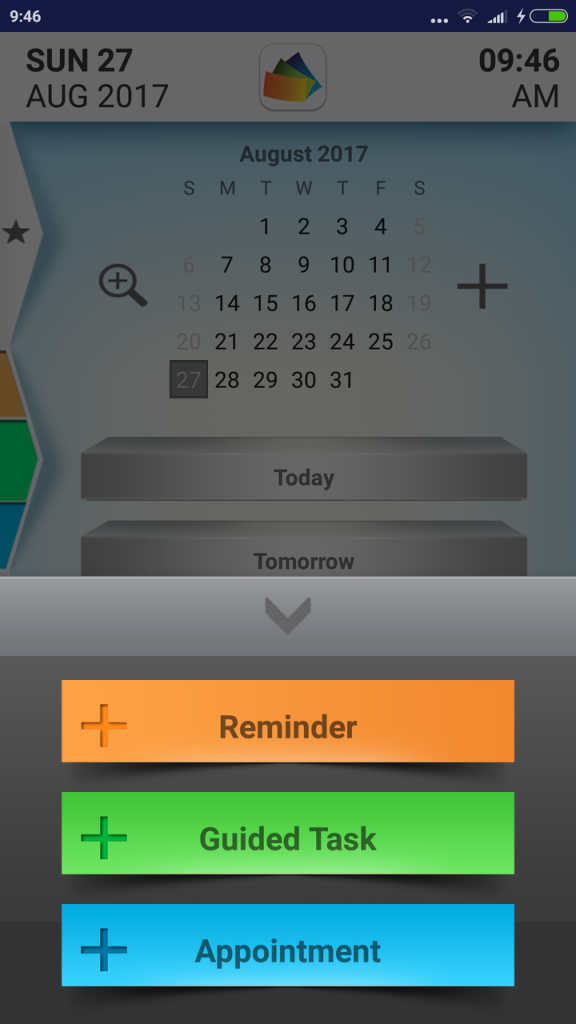 9:46
SUN 27
AUG 2017
09:46
AM
August 2017
S M T W T F S
1 2 3 4 5
6 7 8 9 10 11 12
13 14 15 16 17 18 19
20 21 22 23 24 25 26
27 28 29 30 31
Today
Tomorrow
Reminder
Guided Task
Appointment